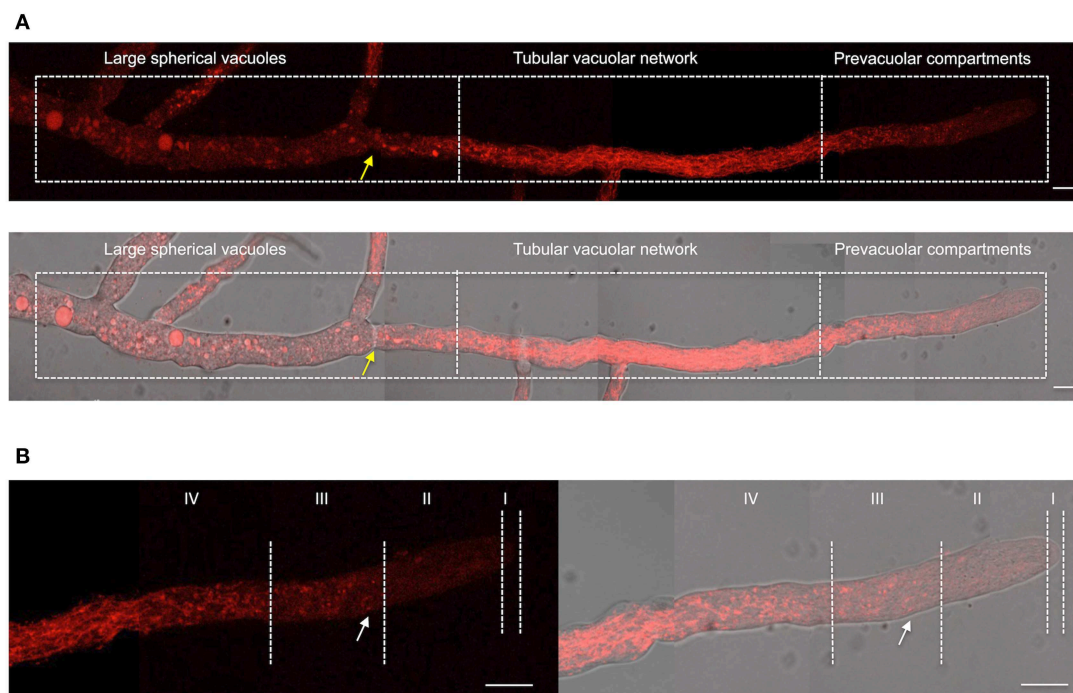 A
Large spherical vacuoles Tubular vacuolar network Prevacuolar compartments
Large spherical vacuoles Tubular vacuolar network Prevacuolar compartments
B
IV III II I IV III II I